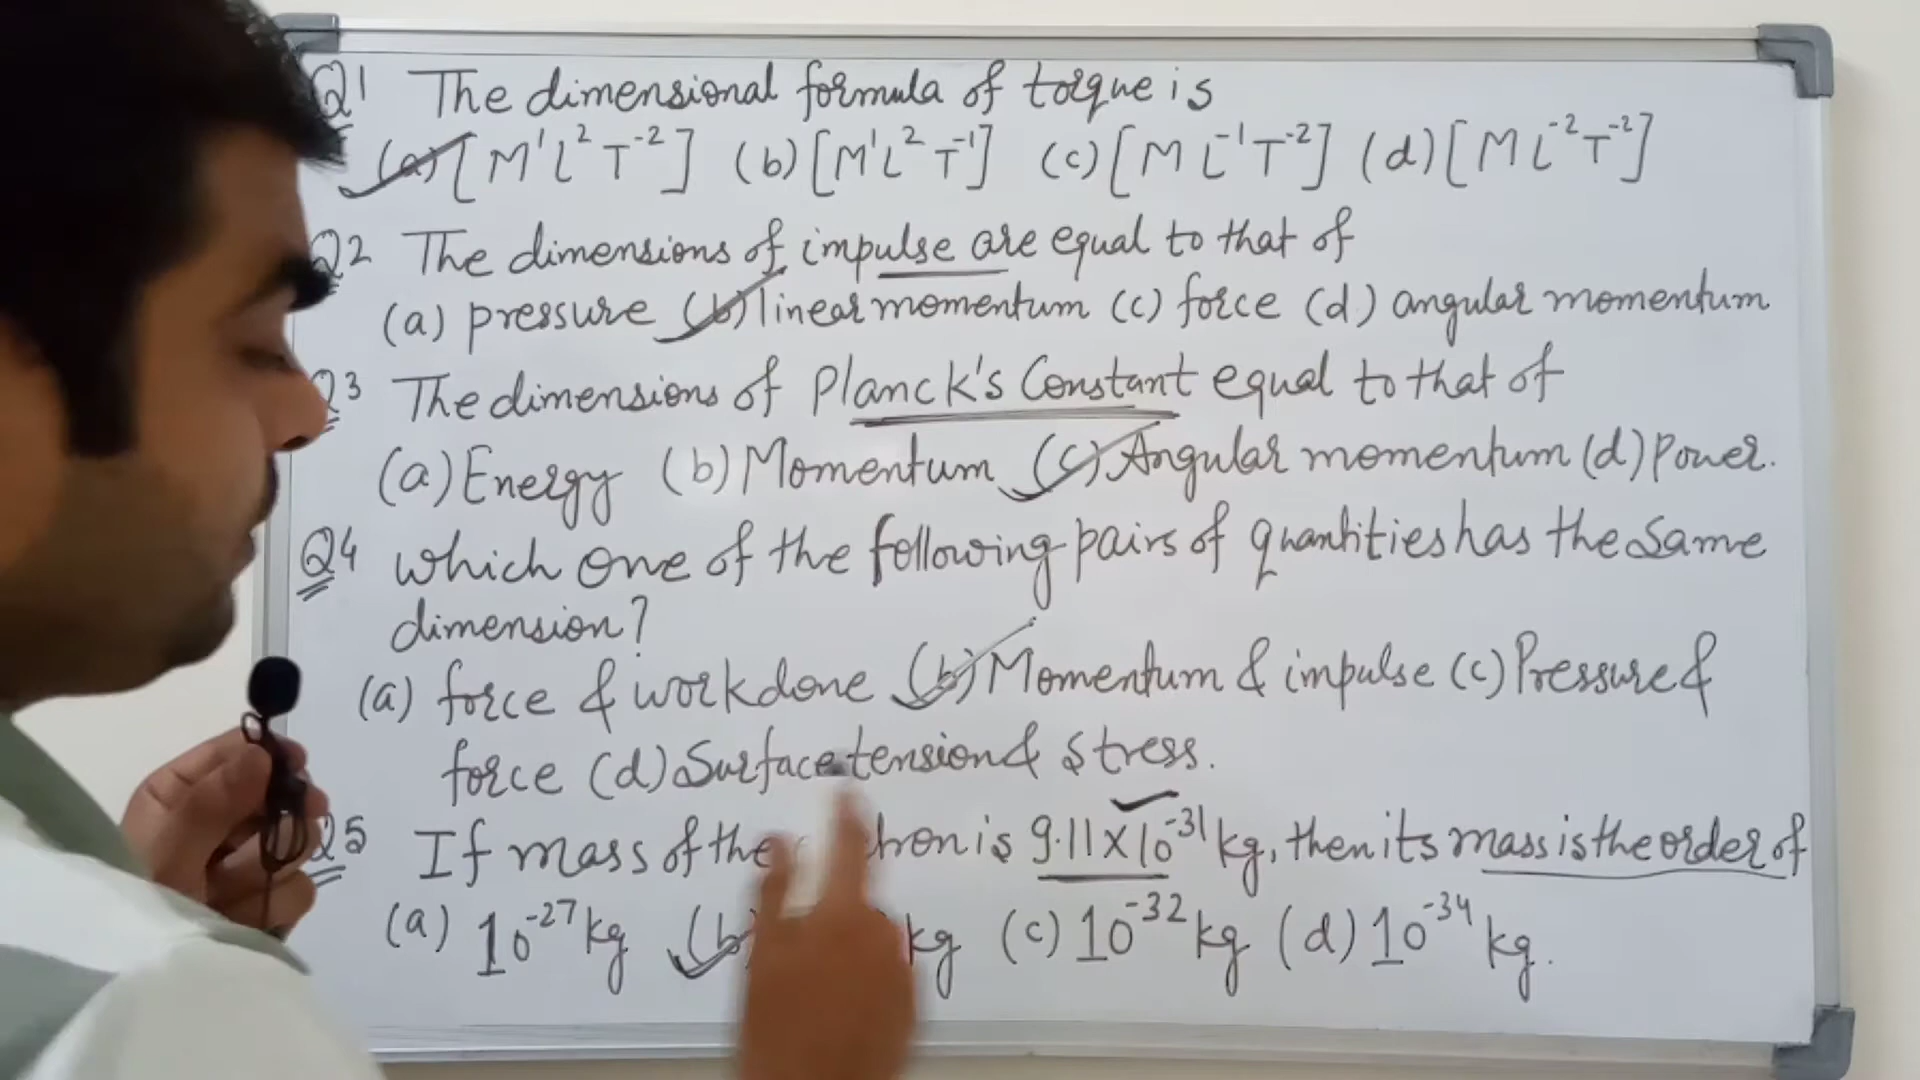 Q1 The dimensional formula of torque is
(a) [M¹L²T⁻²] (b) [M¹L²T⁻¹] (c) [ML⁻¹T⁻²] (d) [ML⁻²T⁻²]
Q2 The dimensions of impulse are equal to that of
(a) pressure (b) linear momentum (c) force (d) angular momentum
Q3 The dimensions of Planck's Constant equal to that of
(a) Energy (b) Momentum (c) Angular momentum (d) Power.
Q4 Which one of the following pairs of quantities has the same
dimension?
(a) force & workdone (b) Momentum & impulse (c) Pressure &
force (d) Surface tension & stress.
Q5 If mass of the is 9.11×10⁻³¹ kg, then its mass is the order of
(a) 10⁻²⁷ kg (b) kg (c) 10⁻³² kg (d) 10⁻³⁴ kg.